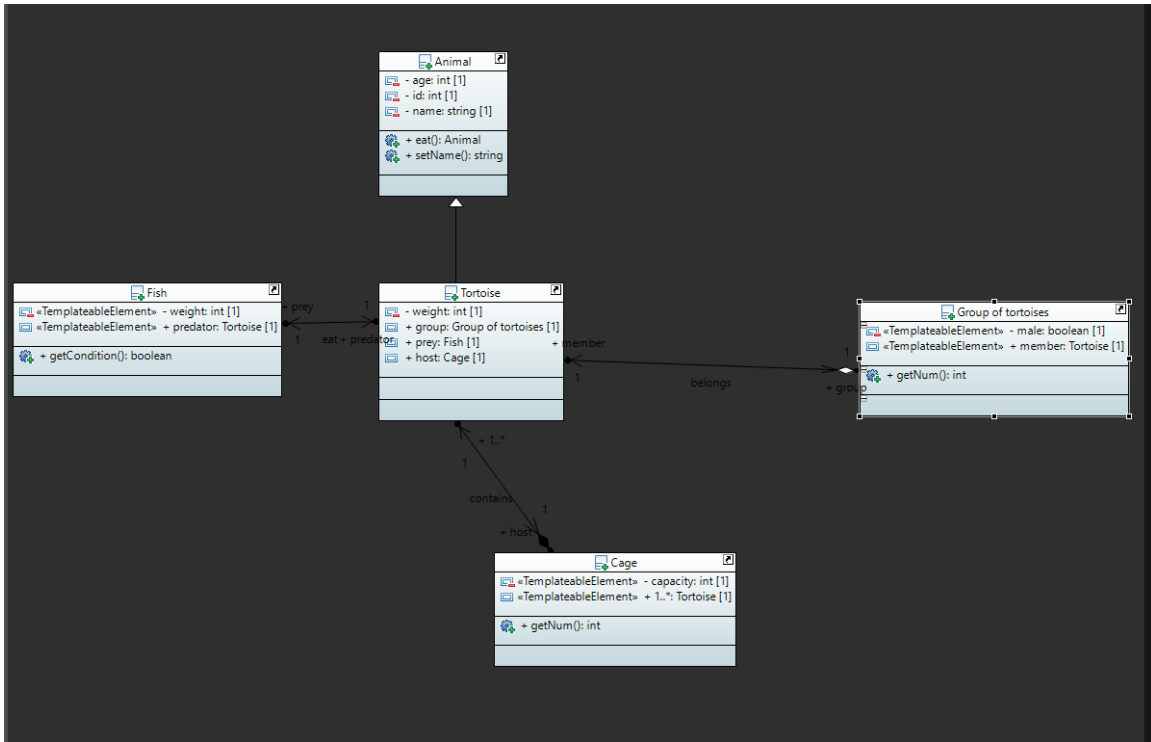 Animal
- age: int [1]
- id: int [1]
- name: string [1]
+ eat(): Animal
+ setName(): string
Fish
«TemplateableElement» - weight: int [1]
«TemplateableElement» + predator: Tortoise [1]
+ getCondition(): boolean
+ prey
1
1
eat + predator
Tortoise
- weight: int [1]
+ group: Group of tortoises [1]
+ prey: Fish [1]
+ host: Cage [1]
+ member
1
belongs
1
+ group
Group of tortoises
«TemplateableElement» - male: boolean [1]
«TemplateableElement» + member: Tortoise [1]
+ getNum(): int
+ 1..*
1
contains
1
+ host
Cage
«TemplateableElement» - capacity: int [1]
«TemplateableElement» + 1..*: Tortoise [1]
+ getNum(): int